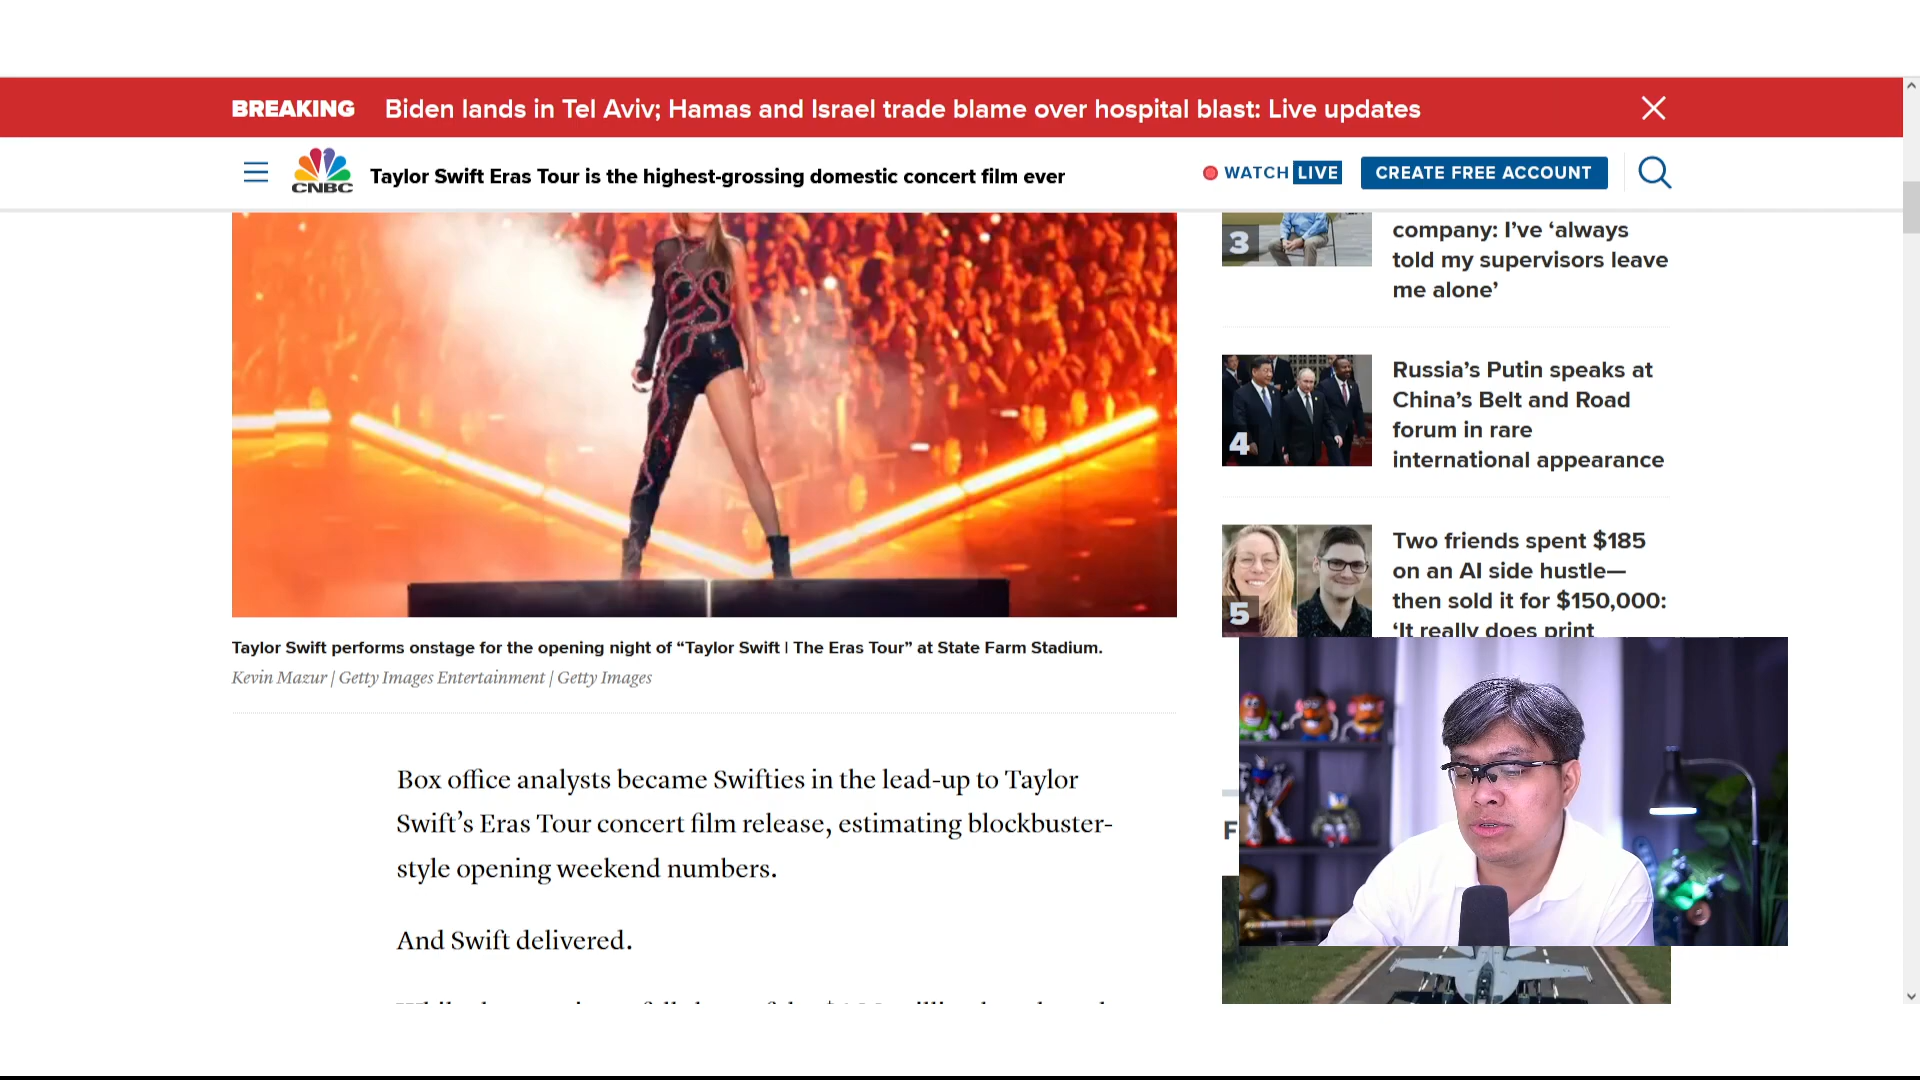 BREAKING Biden lands in Tel Aviv; Hamas and Israel trade blame over hospital blast: Live updates
CNBC
Taylor Swift Eras Tour is the highest-grossing domestic concert film ever
WATCH LIVE
CREATE FREE ACCOUNT
Taylor Swift performs onstage for the opening night of “Taylor Swift | The Eras Tour” at State Farm Stadium.
Kevin Mazur | Getty Images Entertainment | Getty Images
Box office analysts became Swifties in the lead-up to Taylor
Swift’s Eras Tour concert film release, estimating blockbuster-
style opening weekend numbers.
And Swift delivered.
3
company: I’ve ‘always
told my supervisors leave
me alone’
4
Russia’s Putin speaks at
China’s Belt and Road
forum in rare
international appearance
5
Two friends spent $185
on an AI side hustle—
then sold it for $150,000:
‘It really does print
F